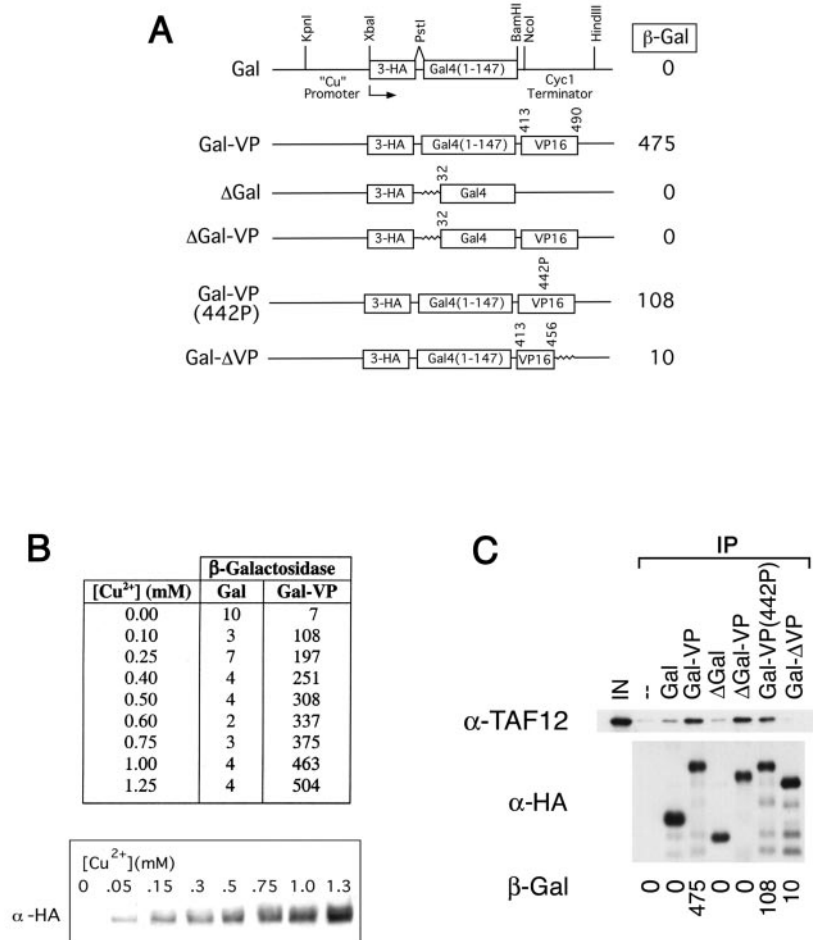 A
KpnI XbaI PstI BamHI NcoI HindIII β-Gal
Gal 3-HA Gal4(1-147) 0
"Cu" Promoter
Cyc1 Terminator
413 490
Gal-VP 3-HA Gal4(1-147) VP16 475
32
ΔGal 3-HA Gal4 0
32
ΔGal-VP 3-HA Gal4 VP16 0
442P
Gal-VP (442P) 3-HA Gal4(1-147) VP16 108
413 456
Gal-ΔVP 3-HA Gal4(1-147) VP16 10
B
β-Galactosidase
[Cu²⁺] (mM) Gal Gal-VP
0.00 10 7
0.10 3 108
0.25 7 197
0.40 4 251
0.50 4 308
0.60 2 337
0.75 3 375
1.00 4 463
1.25 4 504
[Cu²⁺](mM)
0 .05 .15 .3 .5 .75 1.0 1.3
α-HA
C
IP
IN -- Gal Gal-VP ΔGal ΔGal-VP Gal-VP(442P) Gal-ΔVP
α-TAF12
α-HA
β-Gal 0 0 475 0 0 108 10